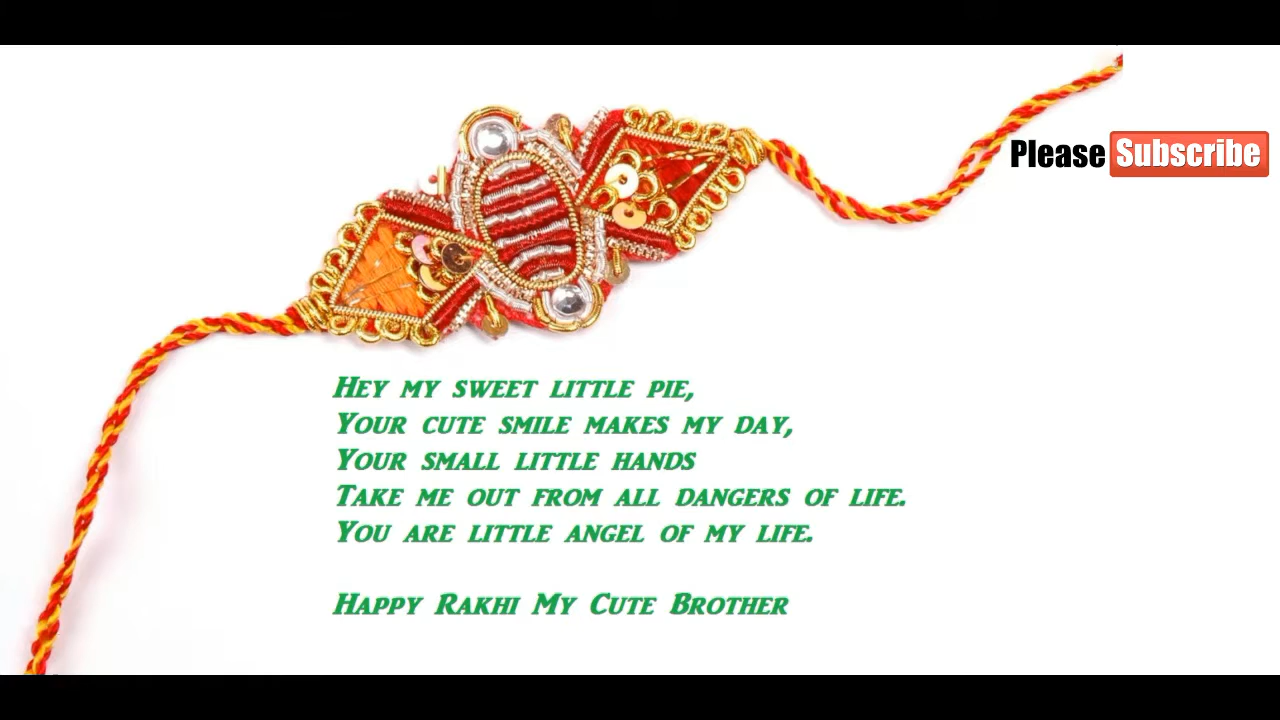 Please Subscribe
Hey my sweet little pie,
Your cute smile makes my day,
Your small little hands
Take me out from all dangers of life.
You are little angel of my life.
Happy Rakhi My Cute Brother